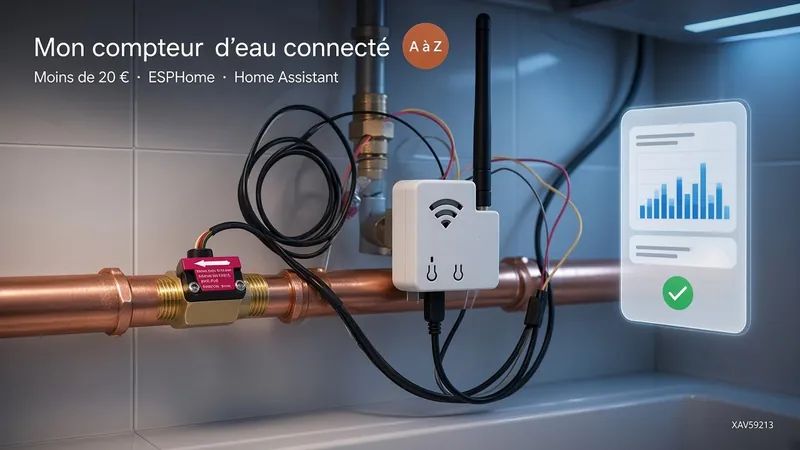 Mon compteur d'eau connecté
A à Z
Moins de 20 € · ESPHome · Home Assistant
XAV59213